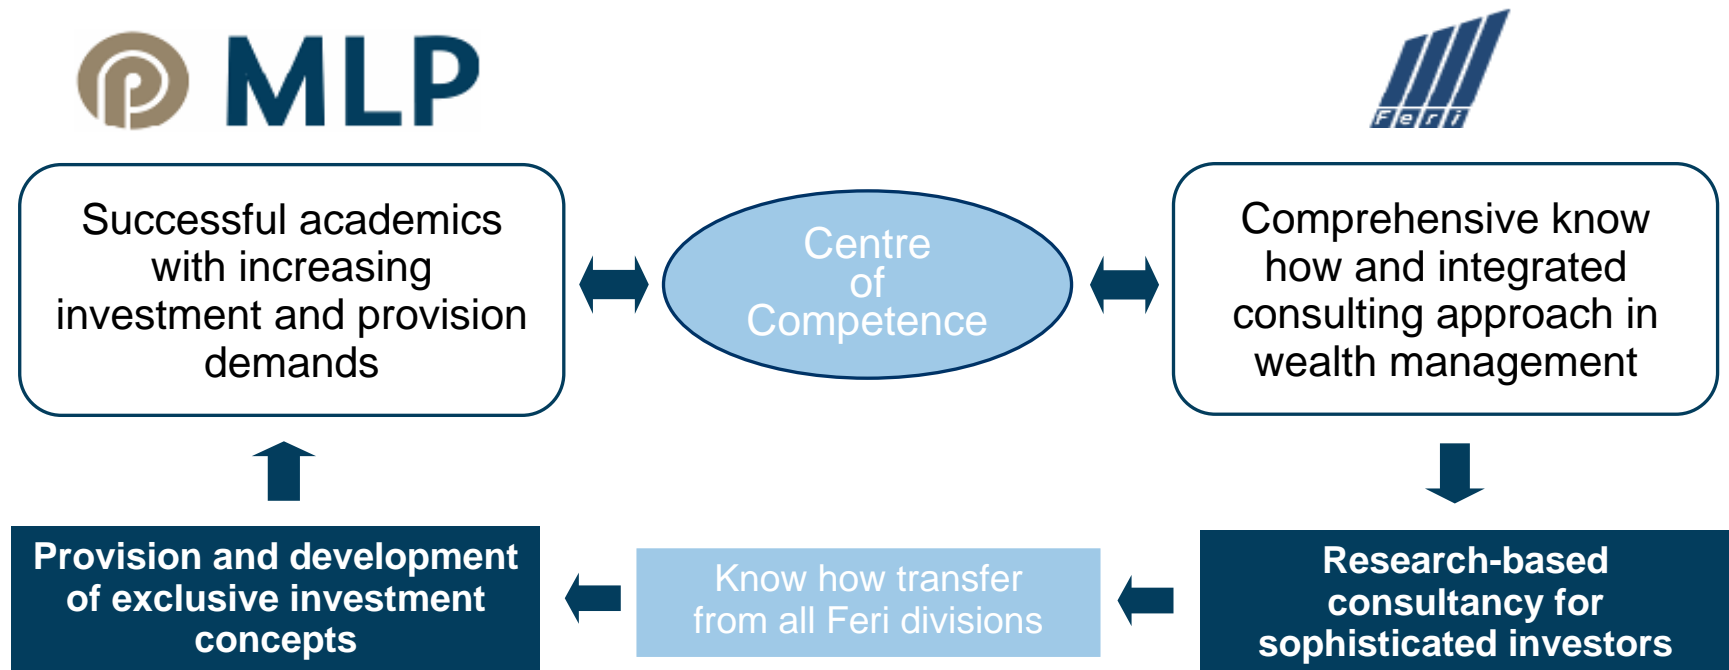 MLP
Feri
Successful academics
with increasing
investment and provision
demands
Centre
of
Competence
Comprehensive know
how and integrated
consulting approach in
wealth management
Provision and development
of exclusive investment
concepts
Know how transfer
from all Feri divisions
Research-based
consultancy for
sophisticated investors